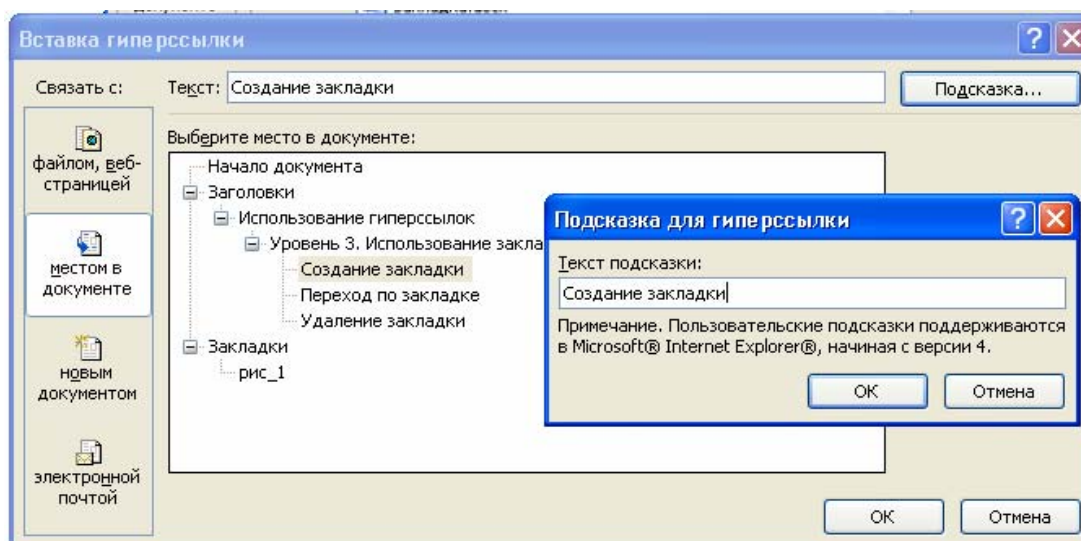 Вставка гиперссылки
Связать с:
Текст: Создание закладки
Подсказка...
файлом, веб-
страницей
местом в
документе
новым
документом
электронной
почтой
Выберите место в документе:
Начало документа
Заголовки
Использование гиперссылок
Уровень 3. Использование закла
Создание закладки
Переход по закладке
Удаление закладки
Закладки
рис_1
Подсказка для гиперссылки
Текст подсказки:
Создание закладки
Примечание. Пользовательские подсказки поддерживаются
в Microsoft® Internet Explorer®, начиная с версии 4.
ОК
Отмена
ОК
Отмена